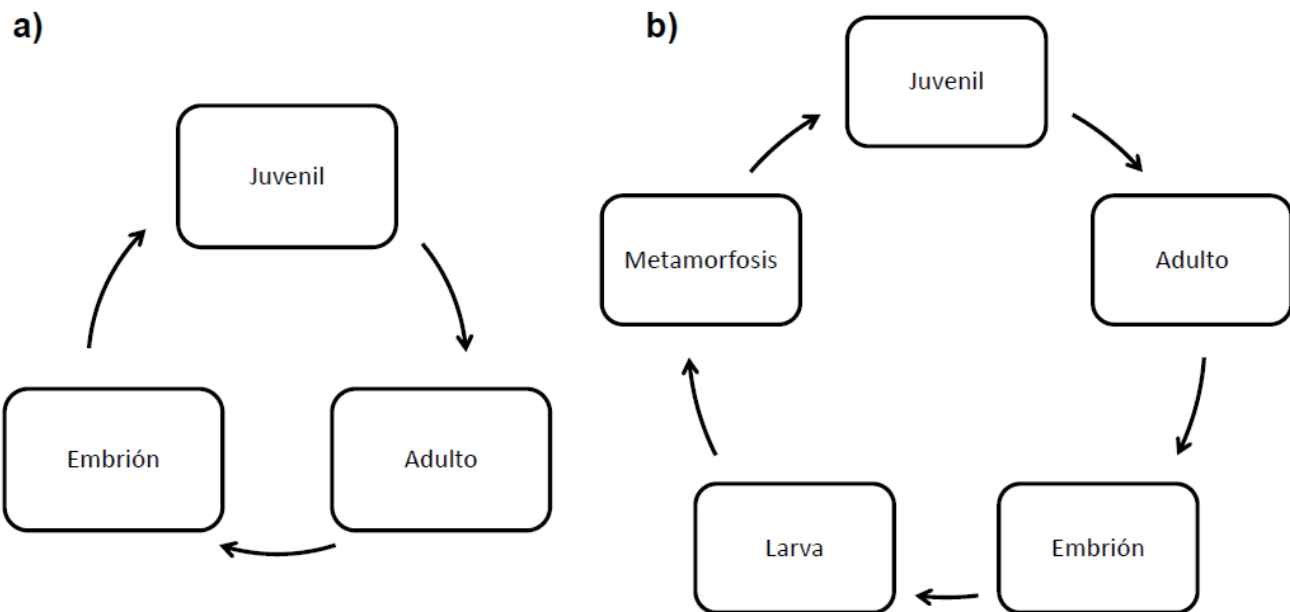 a)
Juvenil
Embrión
Adulto
b)
Juvenil
Metamorfosis
Adulto
Larva
Embrión